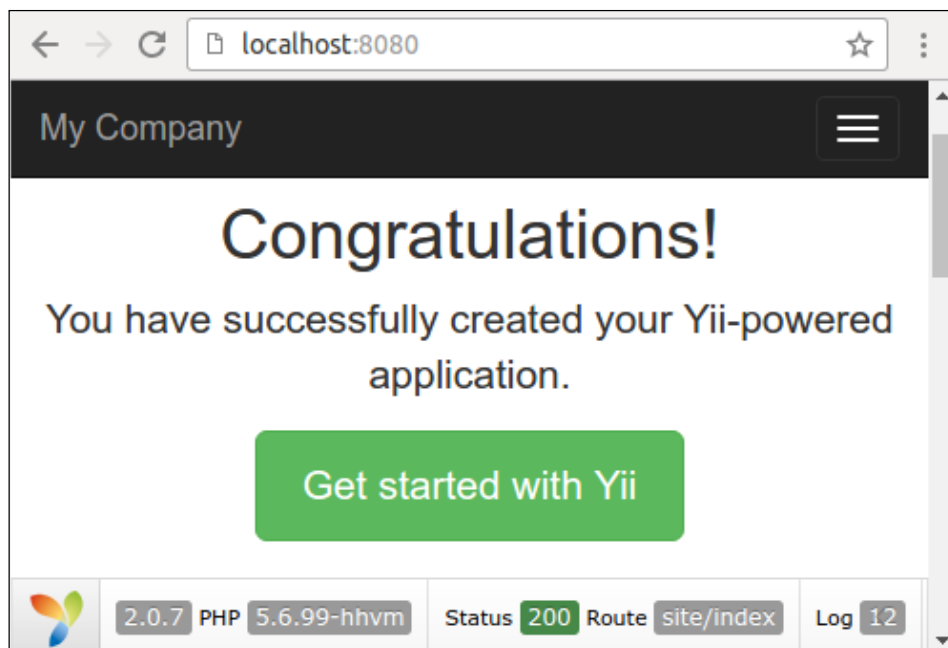 localhost:8080
My Company
Congratulations!
You have successfully created your Yii-powered
application.
Get started with Yii
2.0.7 PHP 5.6.99-hhvm Status 200 Route site/index Log 12